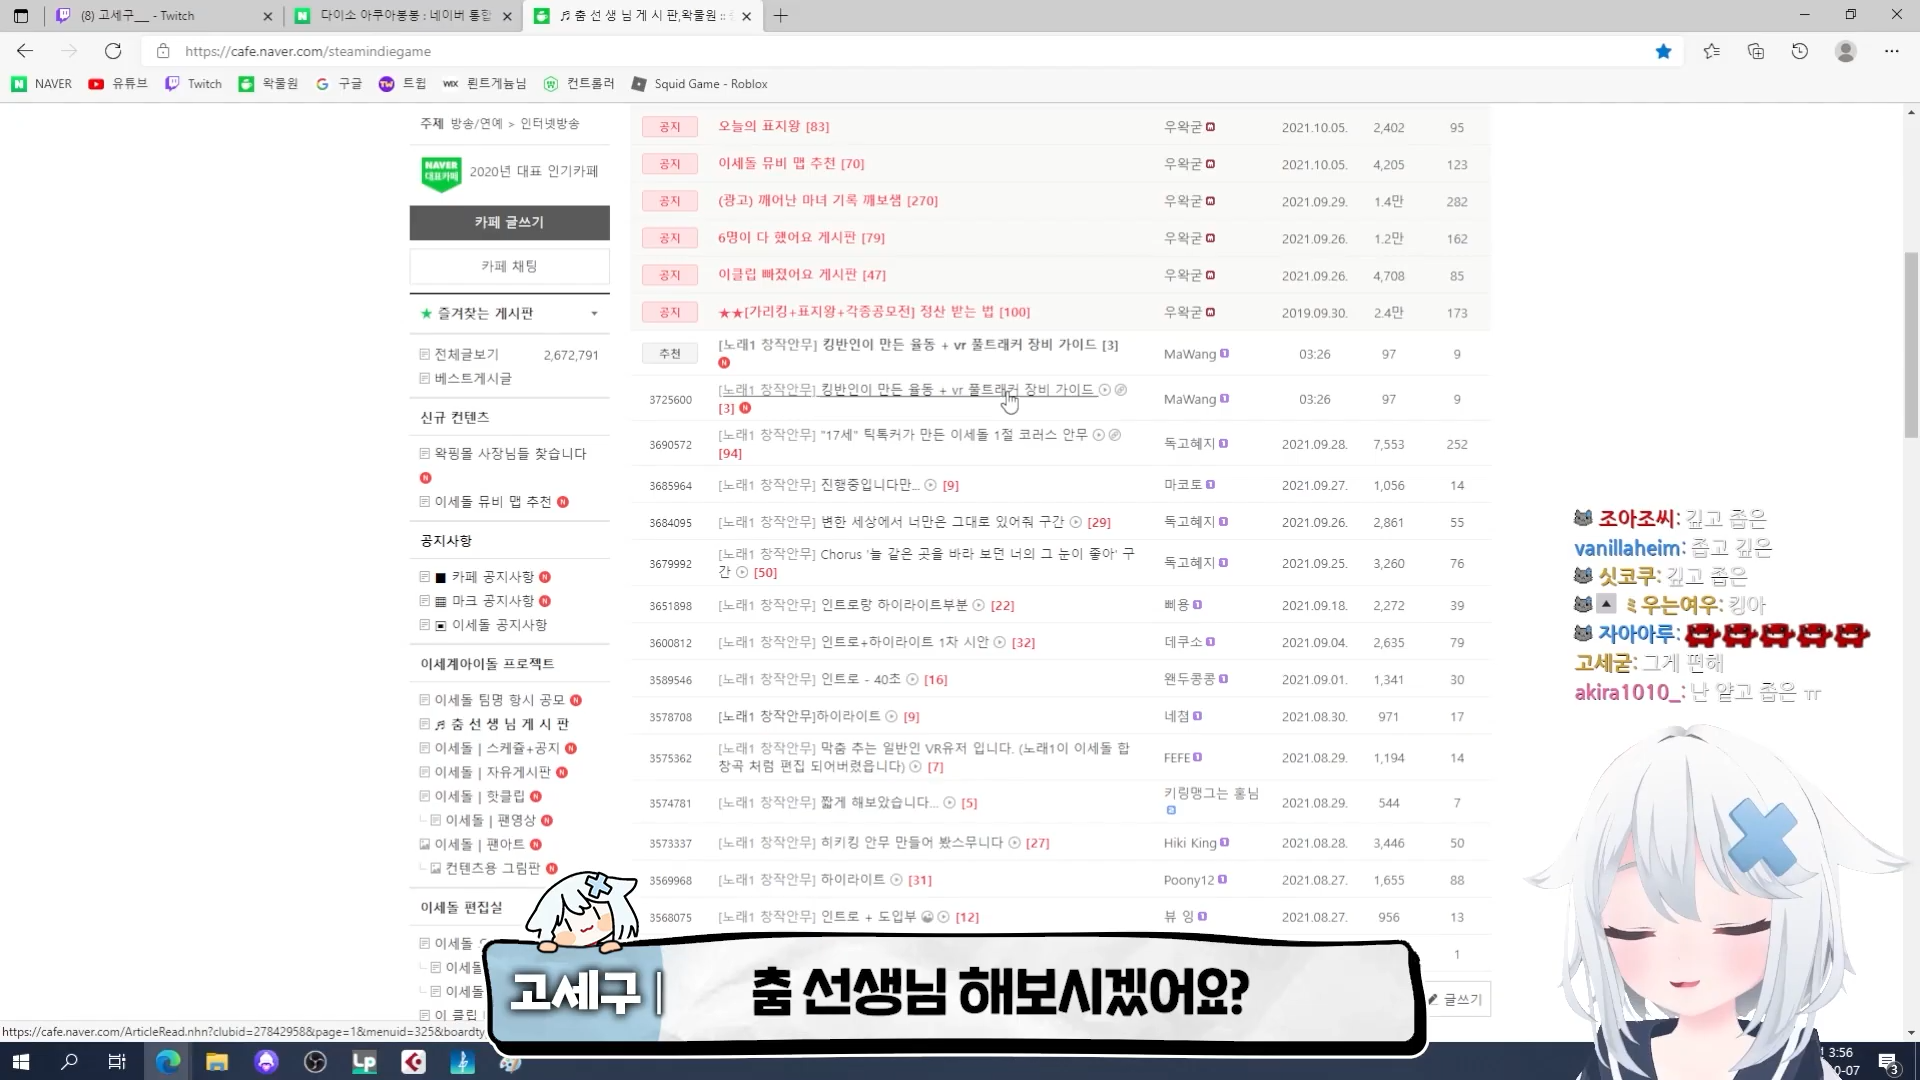 (8) 고세구___ - Twitch
다이소 아쿠아봉봉 : 네이버 통합
♬ 춤 선 생 님 게 시 판,왁물원 ::
https://cafe.naver.com/steamindiegame
NAVER 유튜브 Twitch 왁물원 구글 트윕 뢴트게늄님 컨트롤러 Squid Game - Roblox
주제 방송/연예 > 인터넷방송
NAVER
대표카페
2020년 대표 인기카페
카페 글쓰기
카페 채팅
★ 즐겨찾는 게시판
전체글보기 2,672,791
베스트게시글
신규 컨텐츠
왁핑몰 사장님들 찾습니다
N
이세돌 뮤비 맵 추천 N
공지사항
■ 카페 공지사항 N
▦ 마크 공지사항 N
▣ 이세돌 공지사항
이세계아이돌 프로젝트
이세돌 팀명 항시 공모 N
♬ 춤 선 생 님 게 시 판
이세돌 | 스케쥴+공지 N
이세돌 | 자유게시판 N
이세돌 | 핫클립 N
이세돌 | 팬영상 N
이세돌 | 팬아트 N
컨텐츠용 그림판 N
이세돌 편집실
이세돌
이세돌
이세돌
이 클립
공지 오늘의 표지왕 [83] 우왁굳 2021.10.05. 2,402 95
공지 이세돌 뮤비 맵 추천 [70] 우왁굳 2021.10.05. 4,205 123
공지 (광고) 깨어난 마녀 기록 깨보샘 [270] 우왁굳 2021.09.29. 1.4만 282
공지 6명이 다 했어요 게시판 [79] 우왁굳 2021.09.26. 1.2만 162
공지 이클립 빠졌어요 게시판 [47] 우왁굳 2021.09.26. 4,708 85
공지 ★★[가리킹+표지왕+각종공모전] 정산 받는 법 [100] 우왁굳 2019.09.30. 2.4만 173
추천 [노래1 창작안무] 킹반인이 만든 율동 + vr 풀트래커 장비 가이드 [3] MaWang 03:26 97 9
N
3725600 [노래1 창작안무] 킹반인이 만든 율동 + vr 풀트래커 장비 가이드 MaWang 03:26 97 9
[3] N
3690572 [노래1 창작안무] "17세" 틱톡커가 만든 이세돌 1절 코러스 안무 독고혜지 2021.09.28. 7,553 252
[94]
3685964 [노래1 창작안무] 진행중입니다만... [9] 마코토 2021.09.27. 1,056 14
3684095 [노래1 창작안무] 변한 세상에서 너만은 그대로 있어줘 구간 [29] 독고혜지 2021.09.26. 2,861 55
3679992 [노래1 창작안무] Chorus '늘 같은 곳을 바라 보던 너의 그 눈이 좋아' 구 독고혜지 2021.09.25. 3,260 76
간 [50]
3651898 [노래1 창작안무] 인트로랑 하이라이트부분 [22] 삐용 2021.09.18. 2,272 39
3600812 [노래1 창작안무] 인트로+하이라이트 1차 시안 [32] 데쿠소 2021.09.04. 2,635 79
3589546 [노래1 창작안무] 인트로 - 40초 [16] 왠두콩콩 2021.09.01. 1,341 30
3578708 [노래1 창작안무]하이라이트 [9] 네졈 2021.08.30. 971 17
3575362 [노래1 창작안무] 막춤 추는 일반인 VR유저 입니다. (노래1이 이세돌 합 FEFE 2021.08.29. 1,194 14
창곡 처럼 편집 되어버렸읍니다) [7]
3574781 [노래1 창작안무] 짧게 해보았습니다... [5] 키링맹그는 홍님 2021.08.29. 544 7
3573337 [노래1 창작안무] 히키킹 안무 만들어 봤스무니다 [27] Hiki King 2021.08.28. 3,446 50
3569968 [노래1 창작안무] 하이라이트 [31] Poony12 2021.08.27. 1,655 88
3568075 [노래1 창작안무] 인트로 + 도입부 [12] 뷰 잉 2021.08.27. 956 13
1
글쓰기
조아조씨: 깊고 좁은
vanillaheim: 좁고 깊은
싯코쿠: 깊고 좁은
ミ우는여우: 킹아
자아아루:
고세굳: 그게 편해
akira1010_: 난 얕고 좁은 ㅠ
고세구 | 춤 선생님 해보시겠어요?
https://cafe.naver.com/ArticleRead.nhn?clubid=27842958&page=1&menuid=325&boardty
3:56
0-07
3